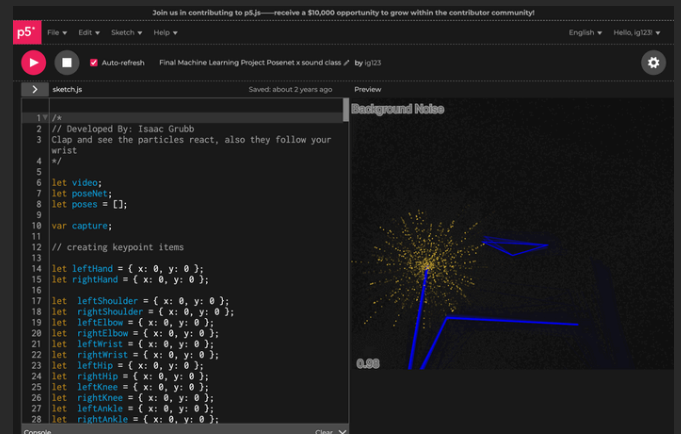 Join us in contributing to p5.js——receive a $10,000 opportunity to grow within the contributor community!
p5* File Edit Sketch Help English Hello, ig123!
Auto-refresh Final Machine Learning Project Posenet x sound class by ig123
> sketch.js Saved: about 2 years ago Preview
Background Noise
1 /*
2 // Developed By: Isaac Grubb
3 Clap and see the particles react, also they follow your
wrist
4 */
5
6 let video;
7 let poseNet;
8 let poses = [];
9
10 var capture;
11
12 // creating keypoint items
13
14 let leftHand = { x: 0, y: 0 };
15 let rightHand = { x: 0, y: 0 };
16
17 let leftShoulder = { x: 0, y: 0 };
18 let rightShoulder = { x: 0, y: 0 };
19 let leftElbow = { x: 0, y: 0 };
20 let rightElbow = { x: 0, y: 0 };
21 let leftWrist = { x: 0, y: 0 };
22 let rightWrist = { x: 0, y: 0 };
23 let leftHip = { x: 0, y: 0 };
24 let rightHip = { x: 0, y: 0 };
25 let leftKnee = { x: 0, y: 0 };
26 let rightKnee = { x: 0, y: 0 };
27 let leftAnkle = { x: 0, y: 0 };
28 let rightAnkle = { x: 0, y: 0 };
0.98
Console Clear